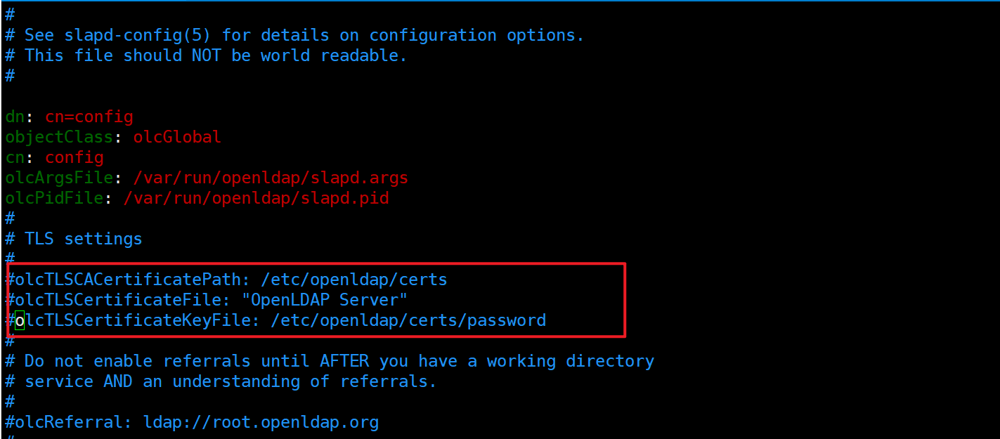 #
# See slapd-config(5) for details on configuration options.
# This file should NOT be world readable.
#
dn: cn=config
objectClass: olcGlobal
cn: config
olcArgsFile: /var/run/openldap/slapd.args
olcPidFile: /var/run/openldap/slapd.pid
#
# TLS settings
#
#olcTLSCACertificatePath: /etc/openldap/certs
#olcTLSCertificateFile: "OpenLDAP Server"
#olcTLSCertificateKeyFile: /etc/openldap/certs/password
#
# Do not enable referrals until AFTER you have a working directory
# service AND an understanding of referrals.
#
#olcReferral: ldap://root.openldap.org
#